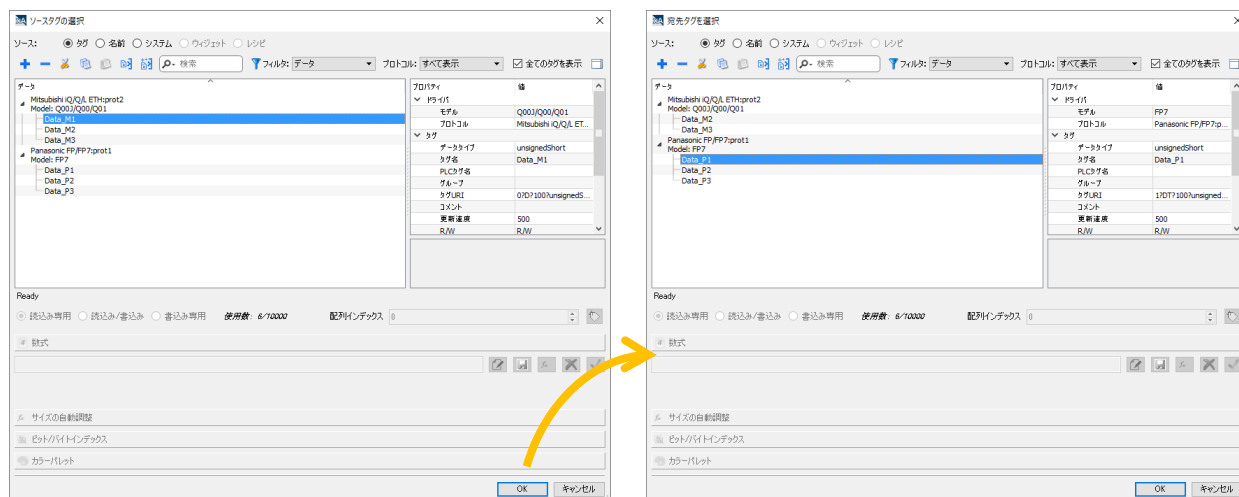 ソースタグの選択
ソース: タグ 名前 システム ウィジェット レシピ
検索 フィルタ: データ プロトコル: すべて表示 全てのタグを表示
データ
Mitsubishi iQ/Q/L ETH:prot2
Model: Q00J/Q00/Q01
Data_M1
Data_M2
Data_M3
Panasonic FP/FP7:prot1
Model: FP7
Data_P1
Data_P2
Data_P3
プロパティ 値
ドライバ
モデル Q00J/Q00/Q01
プロトコル Mitsubishi iQ/Q/L ET...
タグ
データタイプ unsignedShort
タグ名 Data_M1
PLCタグ名
グループ
タグURI 0?D?100?unsignedS...
コメント
更新速度 500
R/W R/W
Ready
読込み専用 読込み/書込み 書込み専用 使用数: 6/10000 配列インデックス 0
数式
サイズの自動調整
ビット/バイトインデックス
カラーパレット
OK キャンセル
宛先タグを選択
ソース: タグ 名前 システム ウィジェット レシピ
検索 フィルタ: データ プロトコル: すべて表示 全てのタグを表示
データ
Mitsubishi iQ/Q/L ETH:prot2
Model: Q00J/Q00/Q01
Data_M2
Data_M3
Panasonic FP/FP7:prot1
Model: FP7
Data_P1
Data_P2
Data_P3
プロパティ 値
ドライバ
モデル FP7
プロトコル Panasonic FP/FP7:p...
タグ
データタイプ unsignedShort
タグ名 Data_P1
PLCタグ名
グループ
タグURI 1?DT?100?unsigned...
コメント
更新速度 500
R/W R/W
Ready
読込み専用 読込み/書込み 書込み専用 使用数: 6/10000 配列インデックス 0
数式
サイズの自動調整
ビット/バイトインデックス
カラーパレット
OK キャンセル